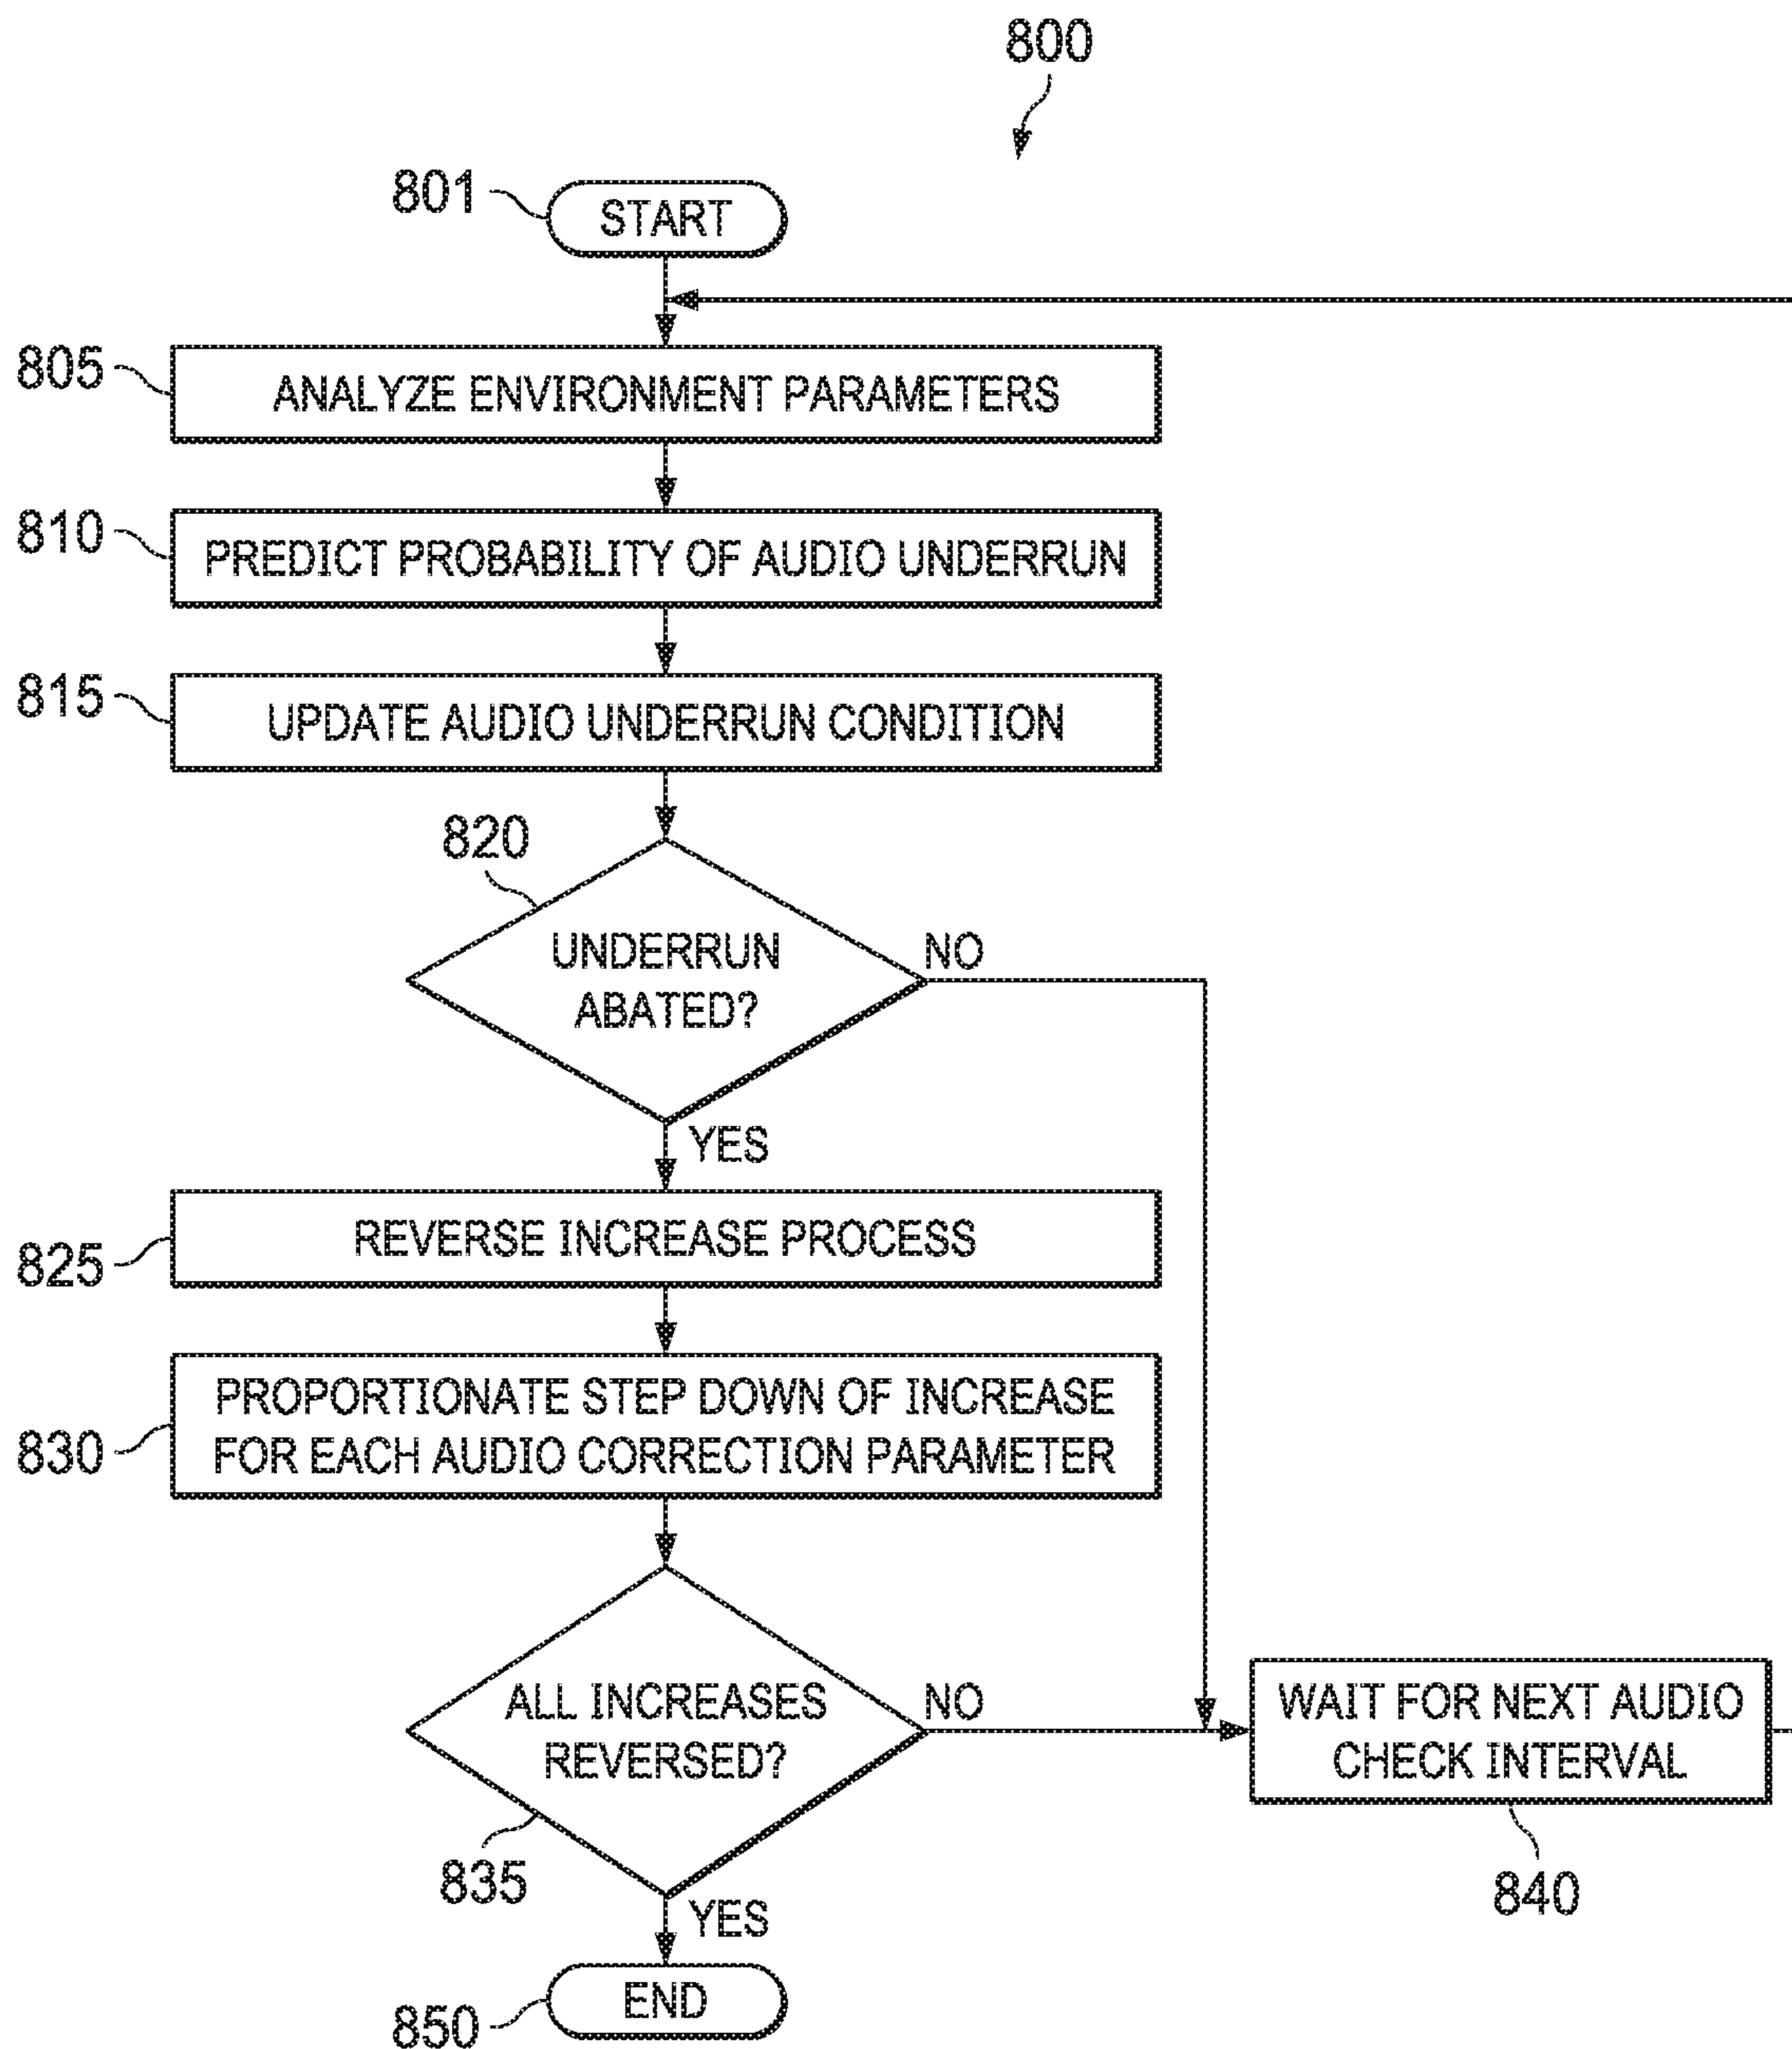 800
801
START
805
ANALYZE ENVIRONMENT PARAMETERS
810
PREDICT PROBABILITY OF AUDIO UNDERRUN
815
UPDATE AUDIO UNDERRUN CONDITION
820
UNDERRUN
ABATED?
NO
YES
825
REVERSE INCREASE PROCESS
830
PROPORTIONATE STEP DOWN OF INCREASE
FOR EACH AUDIO CORRECTION PARAMETER
ALL INCREASES
REVERSED?
NO
835
YES
WAIT FOR NEXT AUDIO
CHECK INTERVAL
840
END
850